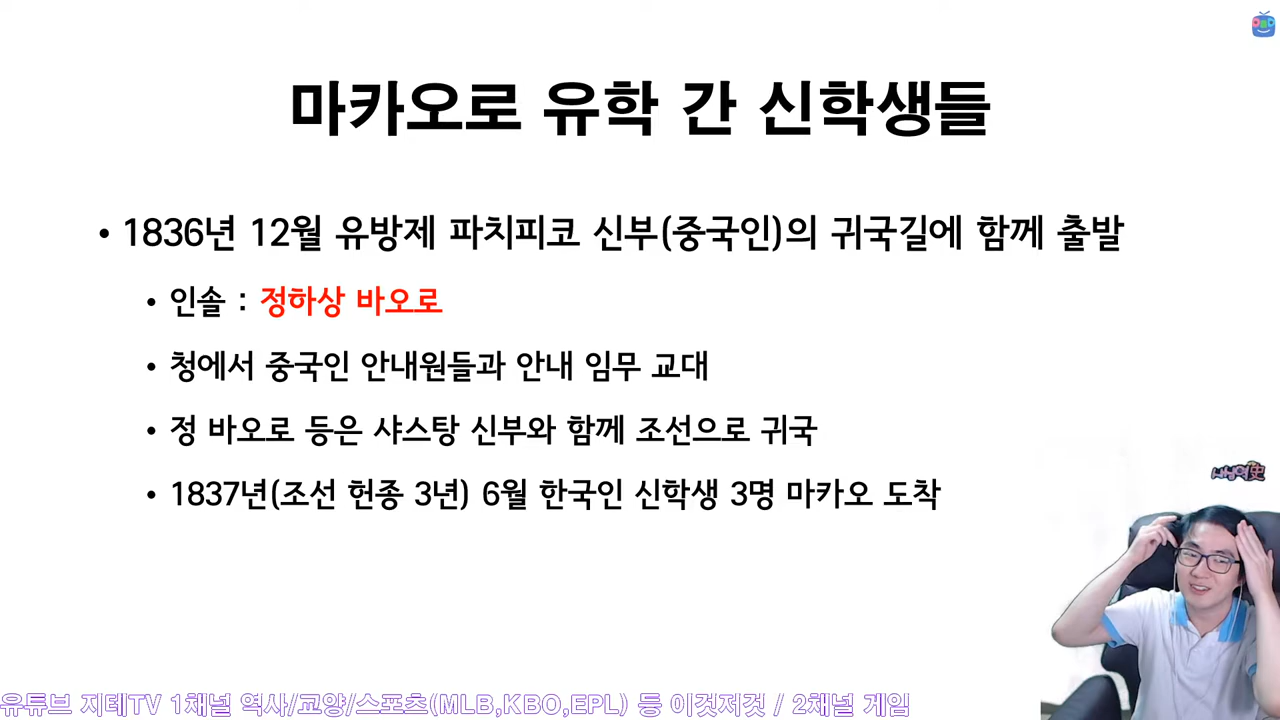 마카오로 유학 간 신학생들
• 1836년 12월 유방제 파치피코 신부(중국인)의 귀국길에 함께 출발
• 인솔 : 정하상 바오로
• 청에서 중국인 안내원들과 안내 임무 교대
• 정 바오로 등은 샤스탕 신부와 함께 조선으로 귀국
• 1837년(조선 헌종 3년) 6월 한국인 신학생 3명 마카오 도착
유튜브 지테TV 1채널 역사/교양/스포츠(MLB,KBO,EPL) 등 이것저것 / 2채널 게임